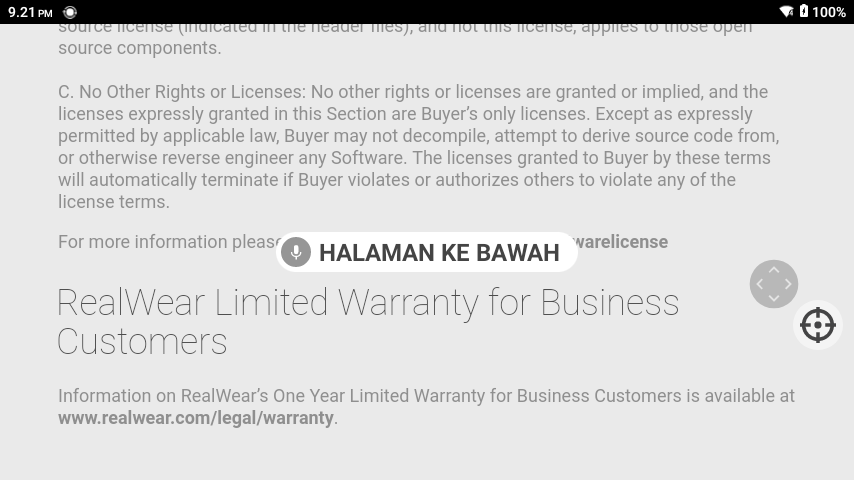 9.21 PM
100%
source license (indicated in the header files), and not this license, applies to those open
source components.
C. No Other Rights or Licenses: No other rights or licenses are granted or implied, and the
licenses expressly granted in this Section are Buyer’s only licenses. Except as expressly
permitted by applicable law, Buyer may not decompile, attempt to derive source code from,
or otherwise reverse engineer any Software. The licenses granted to Buyer by these terms
will automatically terminate if Buyer violates or authorizes others to violate any of the
license terms.
For more information
HALAMAN KE BAWAH
RealWear Limited Warranty for Business
Customers
Information on RealWear’s One Year Limited Warranty for Business Customers is available at
www.realwear.com/legal/warranty.